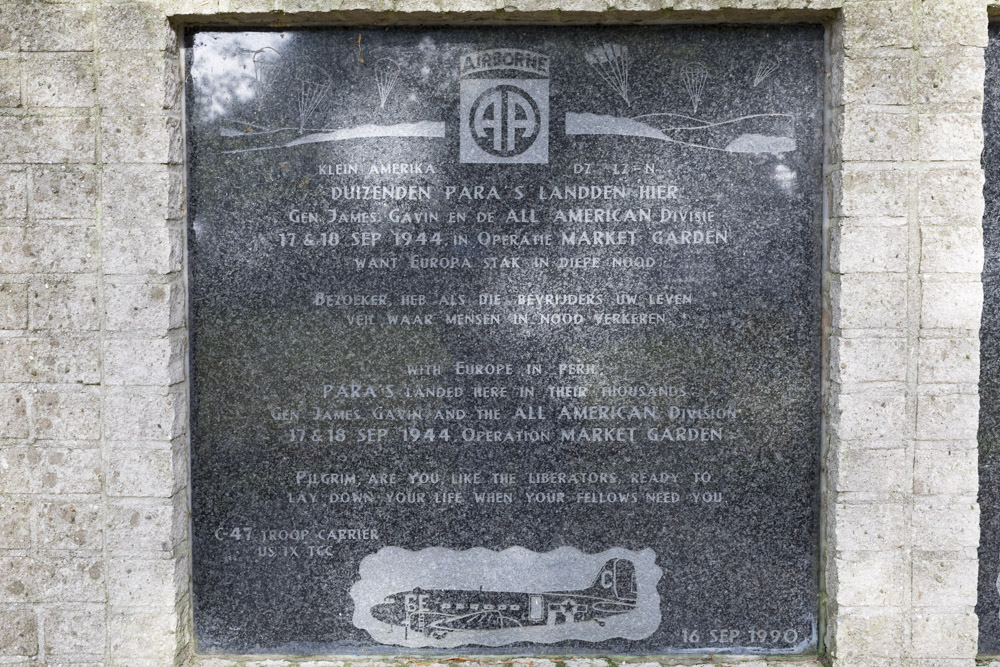 AIRBORNE
AA
KLEIN AMERIKA DZ - LZ = N
DUIZENDEN PARA'S LANDDEN HIER
GEN. JAMES. GAVIN EN DE ALL AMERICAN DIVISIE
17 & 18 SEP 1944 IN OPERATIE MARKET GARDEN
WANT EUROPA STAK IN DIEPE NOOD
BEZOEKER, HEB ALS DIE BEVRIJDERS UW LEVEN
VEIL WAAR MENSEN IN NOOD VERKEREN
WITH EUROPE IN PERIL
PARA'S LANDED HERE IN THEIR THOUSANDS
GEN. JAMES. GAVIN AND THE ALL AMERICAN DIVISION
17 & 18 SEP 1944 OPERATION MARKET GARDEN
PILGRIM, ARE YOU, LIKE THE LIBERATORS, READY TO
LAY DOWN YOUR LIFE WHEN YOUR FELLOWS NEED YOU
C-47 TROOP CARRIER
US IX TCC
C
6E
16 SEP 1990